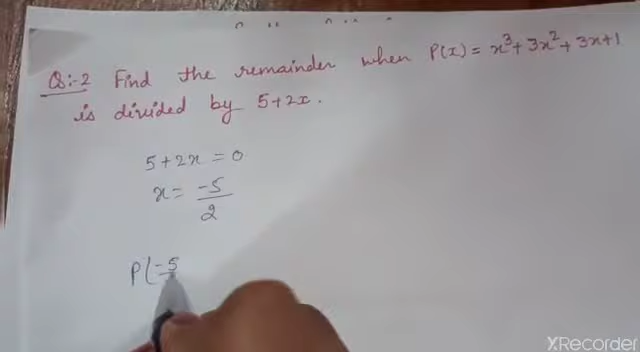 Q:-2 Find the remainder when P(x) = x³ + 3x² + 3x + 1
is divided by 5 + 2x.
5 + 2x = 0
x = -5/2
P(-5
XRecorder